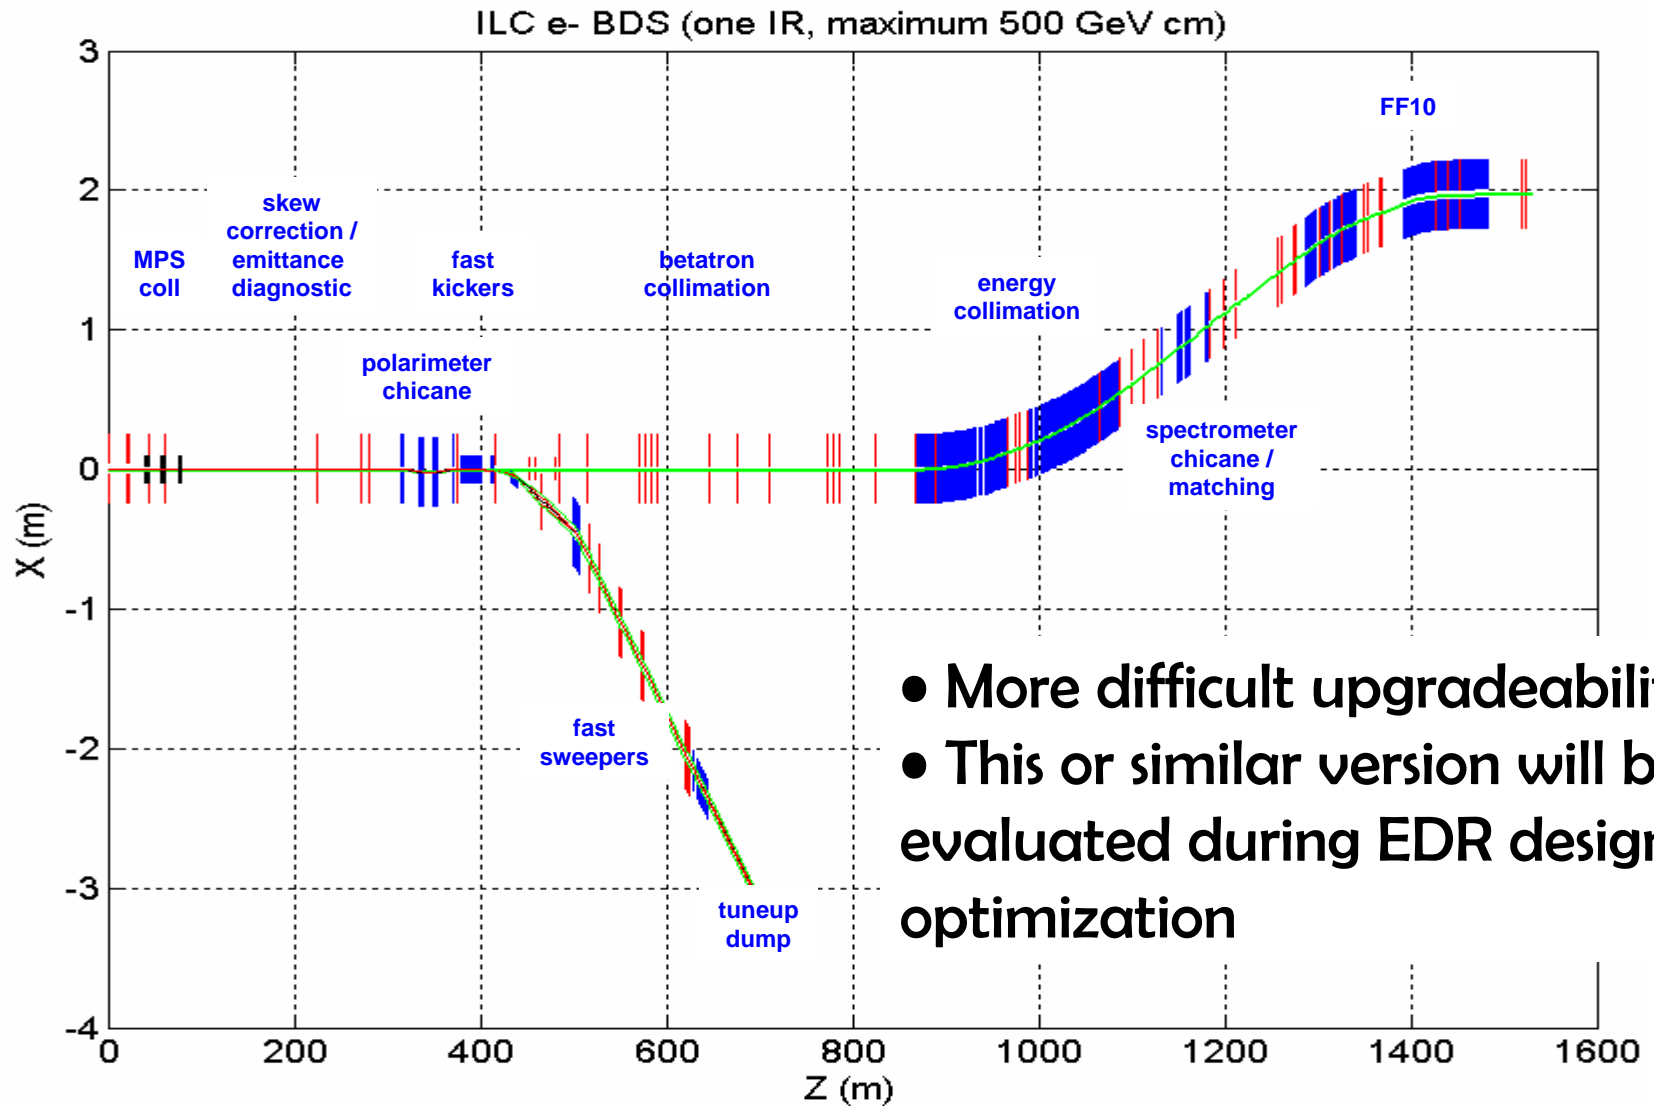 ILC e- BDS (one IR, maximum 500 GeV cm)
3
2
1
0
-1
-2
-3
-4
X (m)
0 200 400 600 800 1000 1200 1400 1600
Z (m)
MPS
coll
skew
correction /
emittance
diagnostic
polarimeter
chicane
fast
kickers
betatron
collimation
energy
collimation
spectrometer
chicane /
matching
FF10
fast
sweepers
tuneup
dump
• More difficult
• This or similar version will
evaluated during EDR
optimization